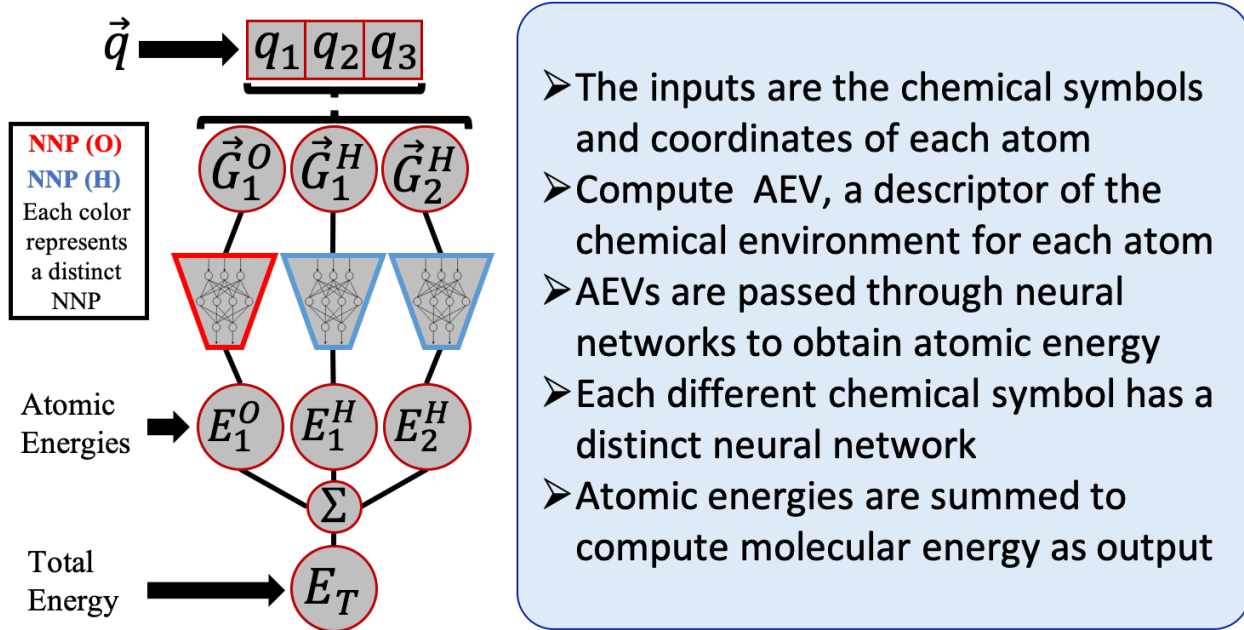 q⃗
q₁ q₂ q₃
NNP (O)
NNP (H)
Each color
represents
a distinct
NNP
G⃗₁ᴼ G⃗₁ᴴ G⃗₂ᴴ
Atomic
Energies
E₁ᴼ E₁ᴴ E₂ᴴ
Σ
Total
Energy
E_T
➢The inputs are the chemical symbols
and coordinates of each atom
➢Compute AEV, a descriptor of the
chemical environment for each atom
➢AEVs are passed through neural
networks to obtain atomic energy
➢Each different chemical symbol has a
distinct neural network
➢Atomic energies are summed to
compute molecular energy as output